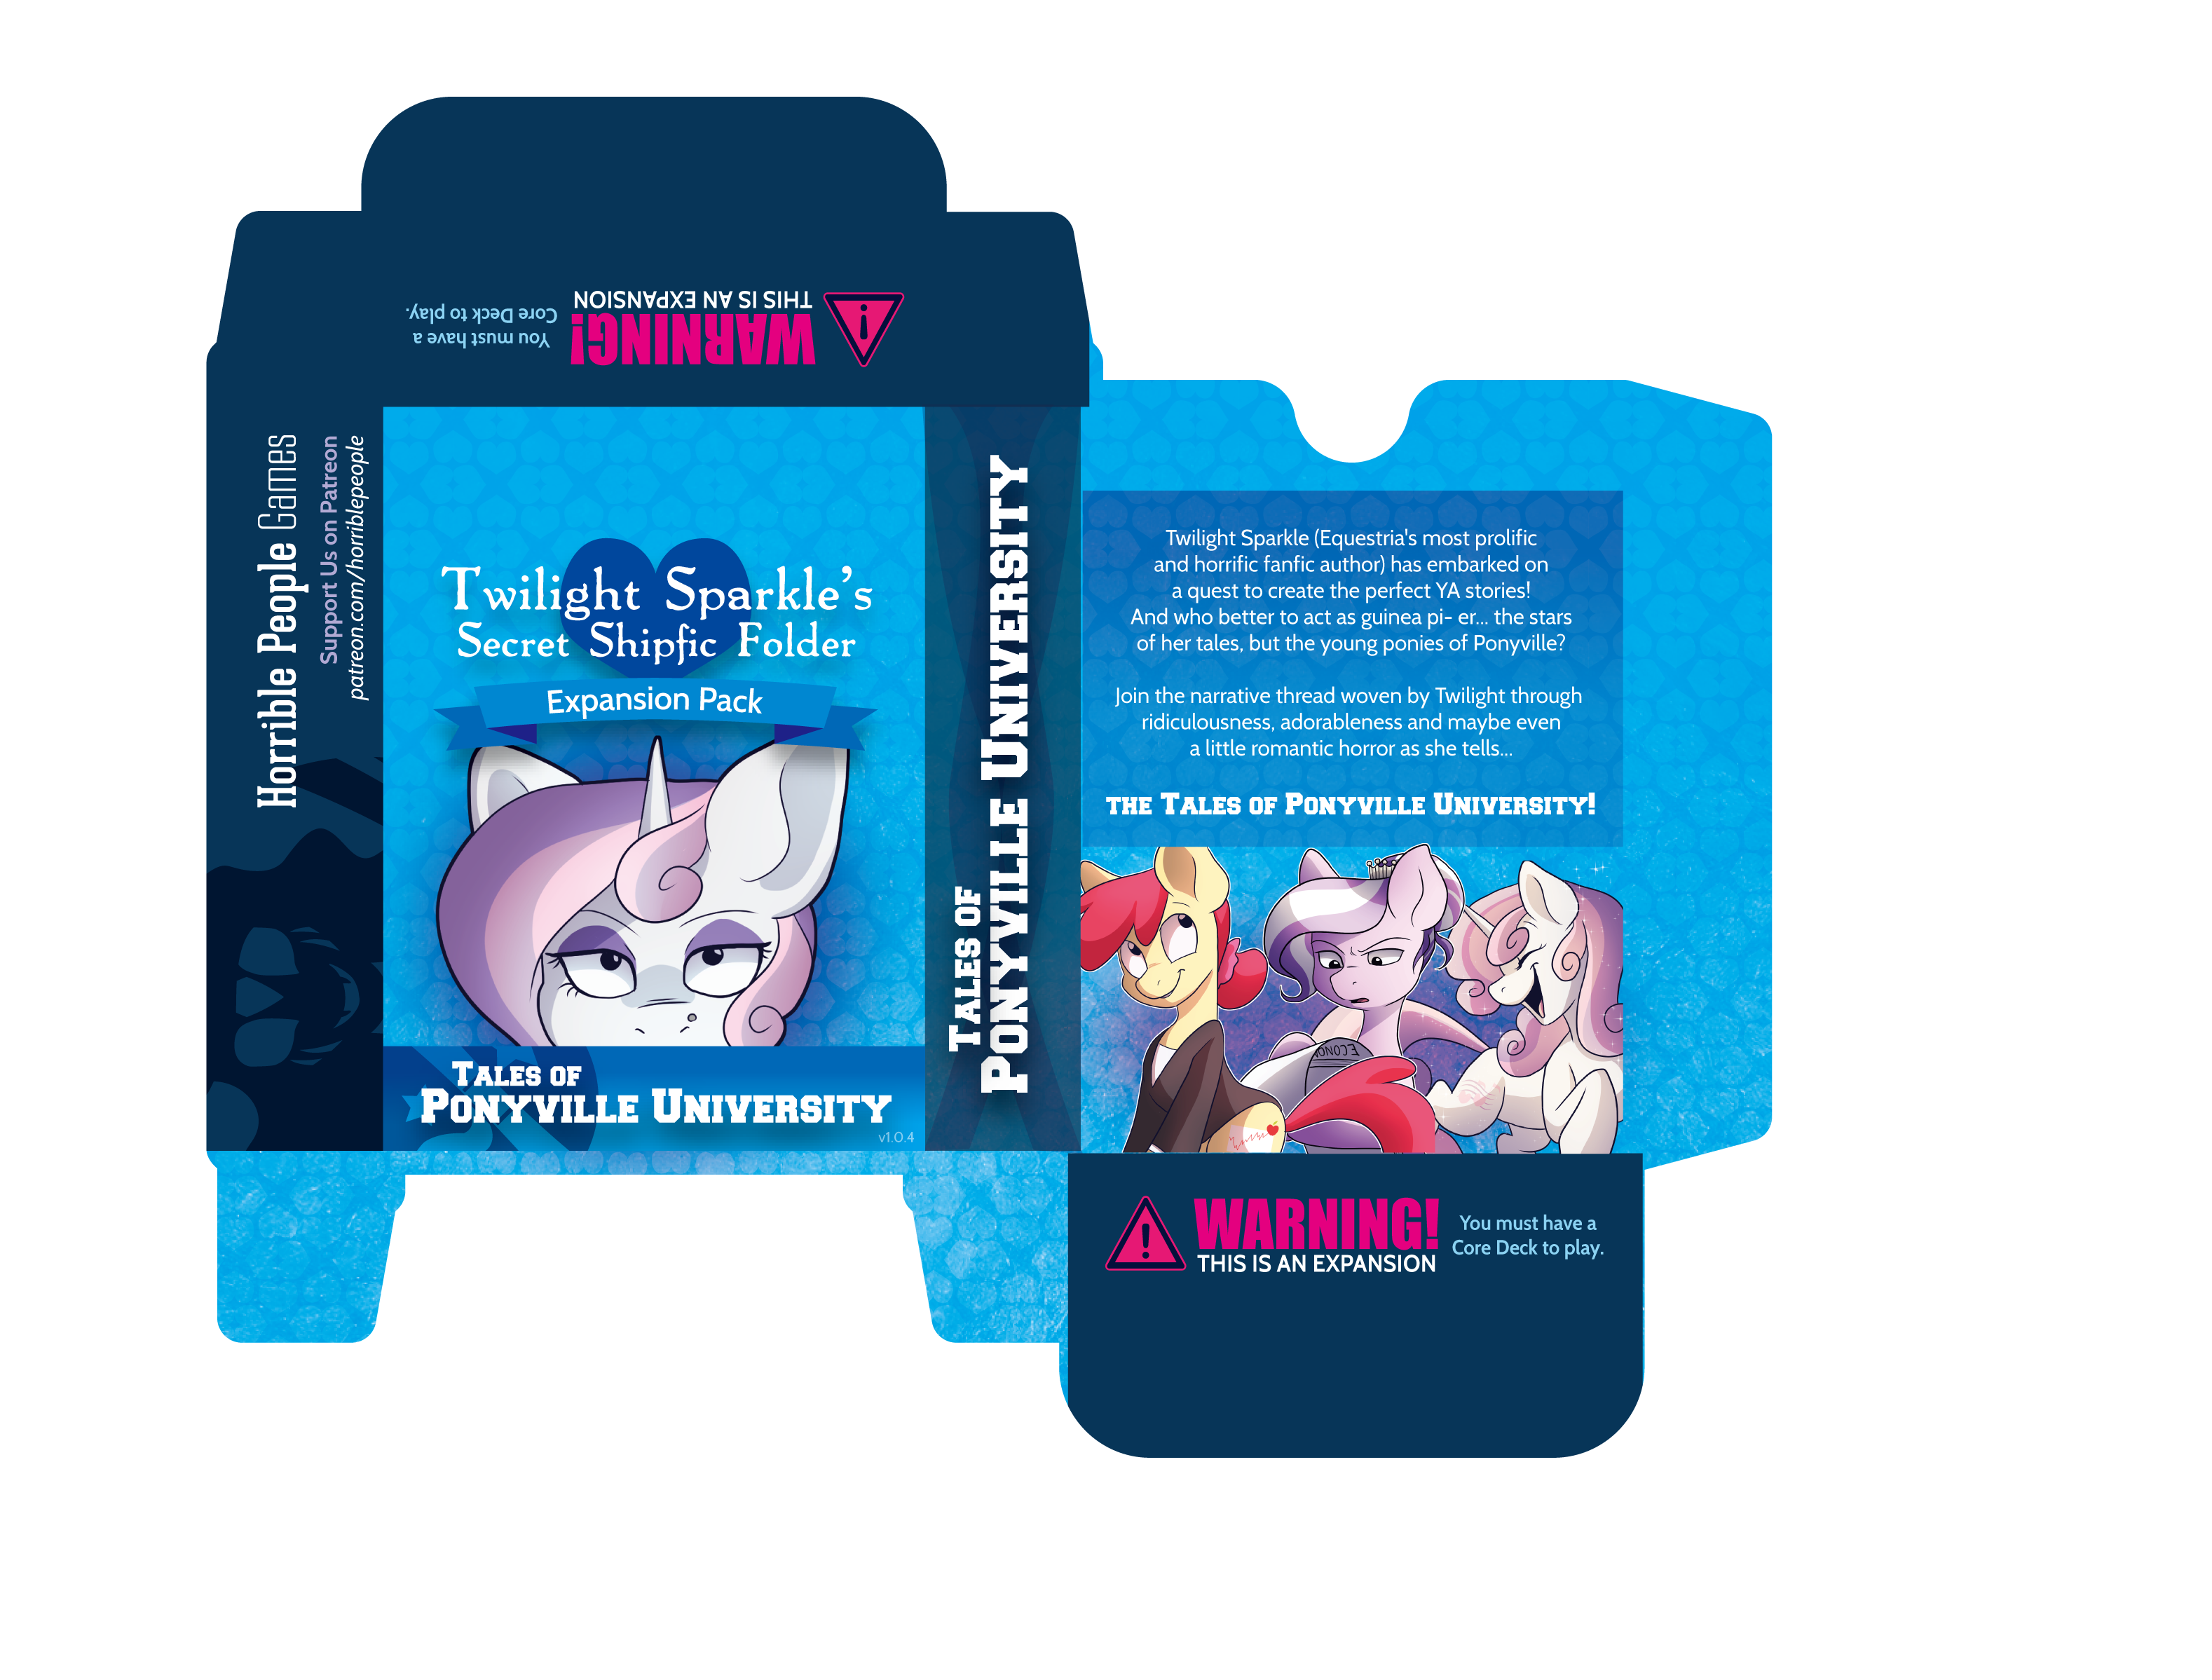 WARNING!
THIS IS AN EXPANSION
You must have a
Core Deck to play.
Horrible People Games
Support Us on Patreon
patreon.com/horriblepeople
Twilight Sparkle's
Secret Shipfic Folder
Expansion Pack
TALES OF
PONYVILLE UNIVERSITY
v1.0.4
TALES OF
PONYVILLE UNIVERSITY
Twilight Sparkle (Equestria's most prolific
and horrific fanfic author) has embarked on
a quest to create the perfect YA stories!
And who better to act as guinea pi- er... the stars
of her tales, but the young ponies of Ponyville?
Join the narrative thread woven by Twilight through
ridiculousness, adorableness and maybe even
a little romantic horror as she tells...
THE TALES OF PONYVILLE UNIVERSITY!
ECONO
WARNING!
THIS IS AN EXPANSION
You must have a
Core Deck to play.